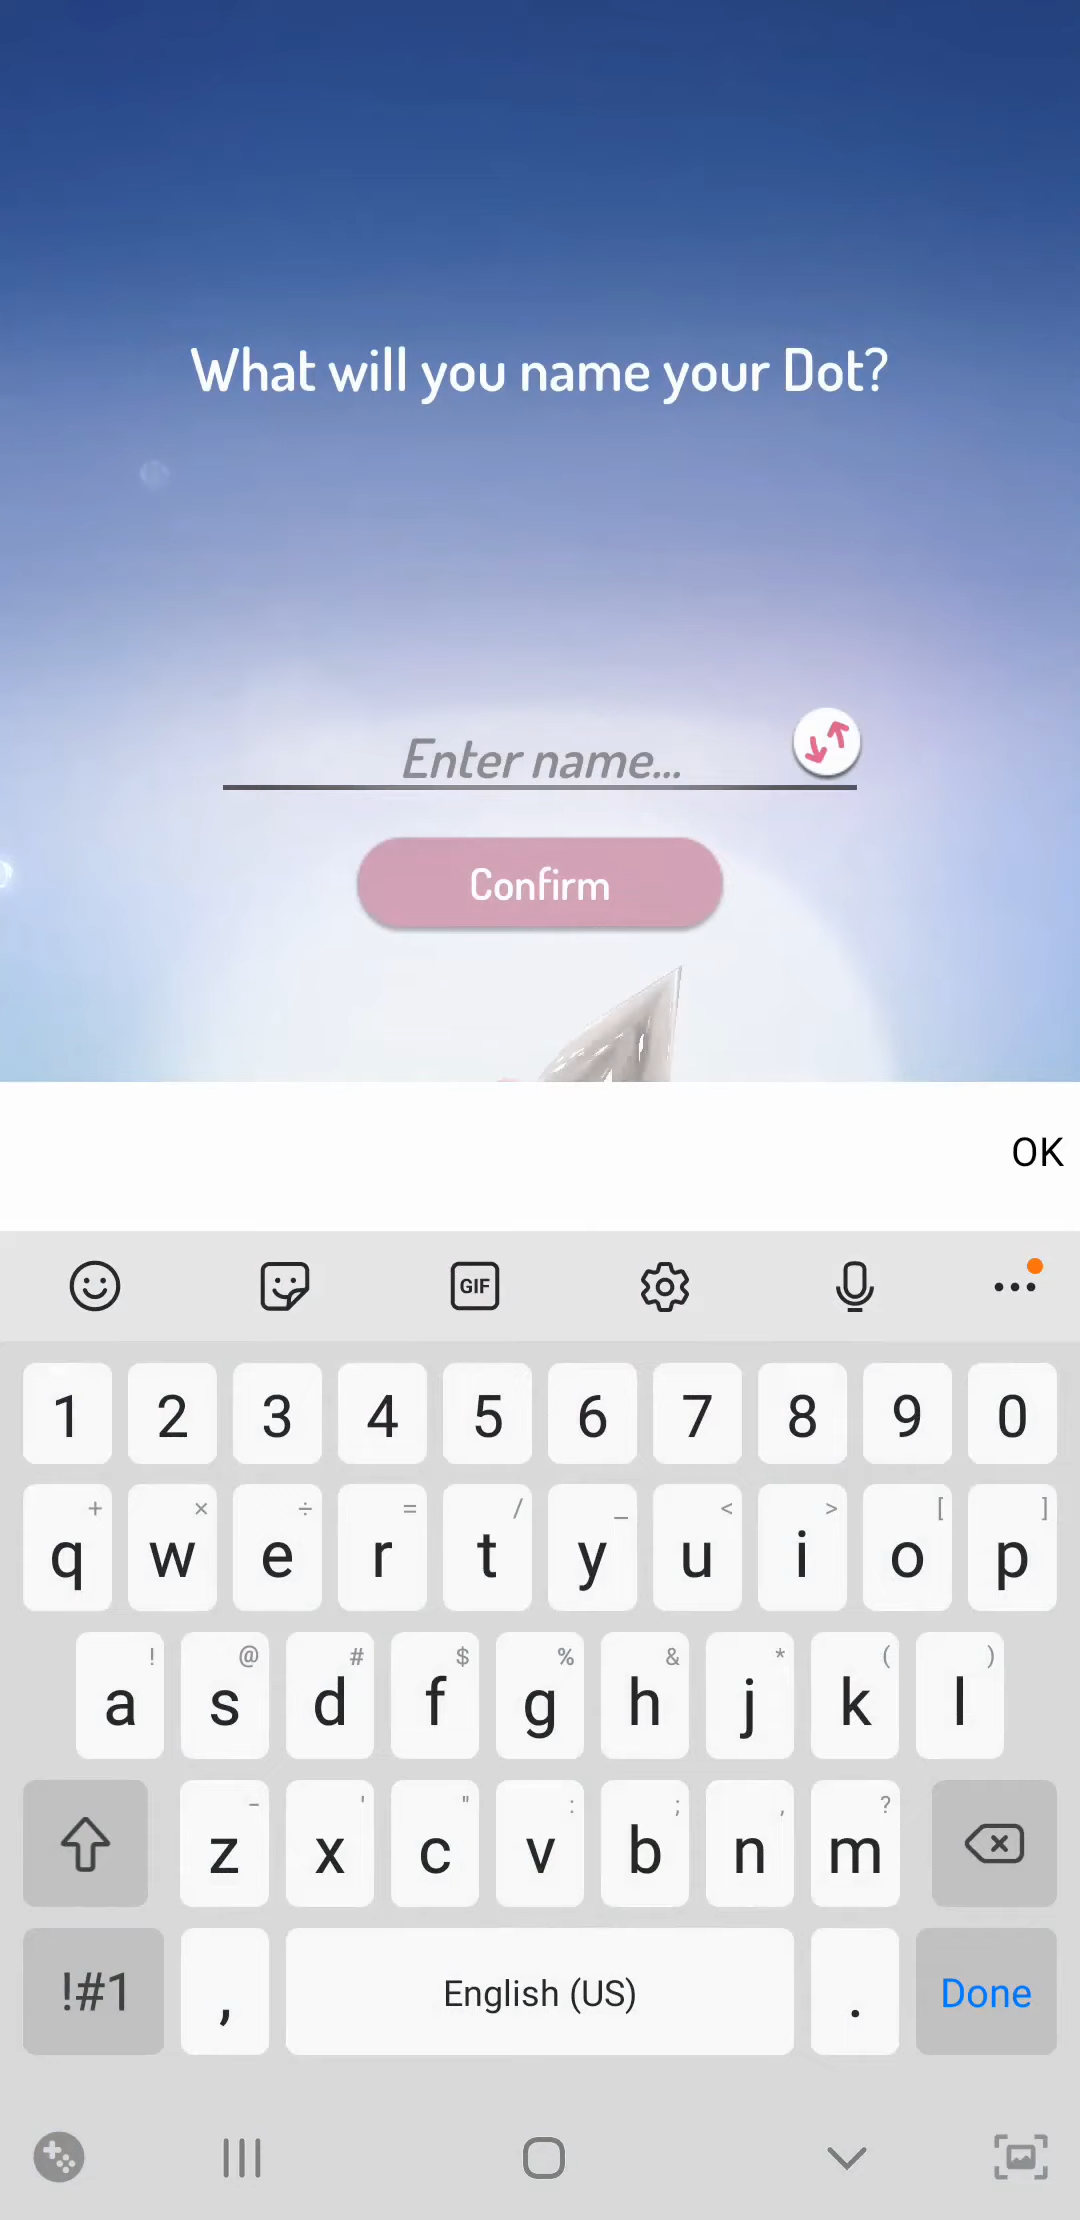 What will you name your Dot?
Enter name...
Confirm
OK
GIF
1 2 3 4 5 6 7 8 9 0
+ × ÷ = / _ < > [ ]
q w e r t y u i o p
! @ # $ % & * ( )
a s d f g h j k l
- ' " : ; , ?
z x c v b n m
!#1 , English (US) . Done